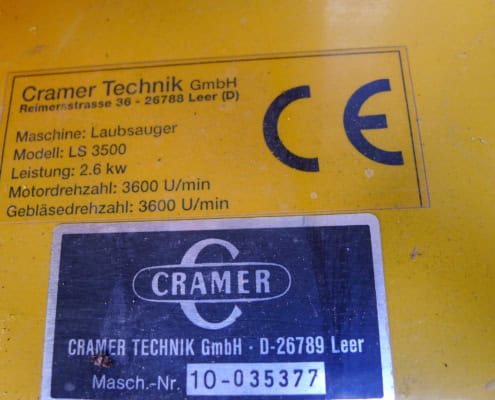 Cramer Technik GmbH
Reimersstrasse 36 - 26788 Leer (D)
Maschine: Laubsauger
Modell: LS 3500
Leistung: 2.6 kw
Motordrehzahl: 3600 U/min
Gebläsedrehzahl: 3600 U/min
CE
CRAMER
CRAMER TECHNIK GmbH · D-26789 Leer
Masch.-Nr. 10-035377